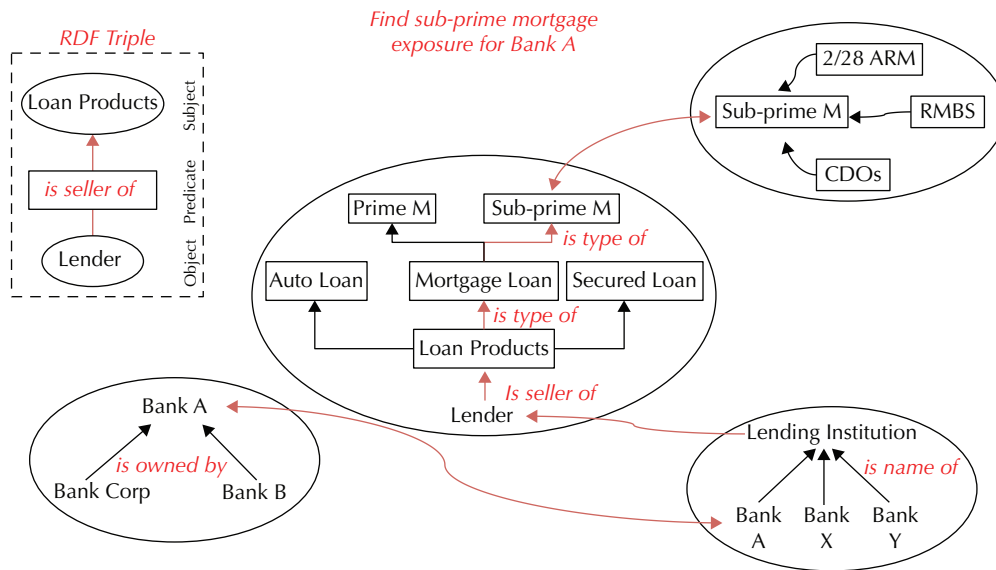 RDF Triple
Loan Products
Subject
is seller of
Predicate
Lender
Object
Find sub-prime mortgage
exposure for Bank A
2/28 ARM
Sub-prime M
RMBS
CDOs
Prime M
Sub-prime M
is type of
Auto Loan
Mortgage Loan
Secured Loan
is type of
Loan Products
Is seller of
Lender
Bank A
is owned by
Bank Corp
Bank B
Lending Institution
is name of
Bank
A
Bank
X
Bank
Y